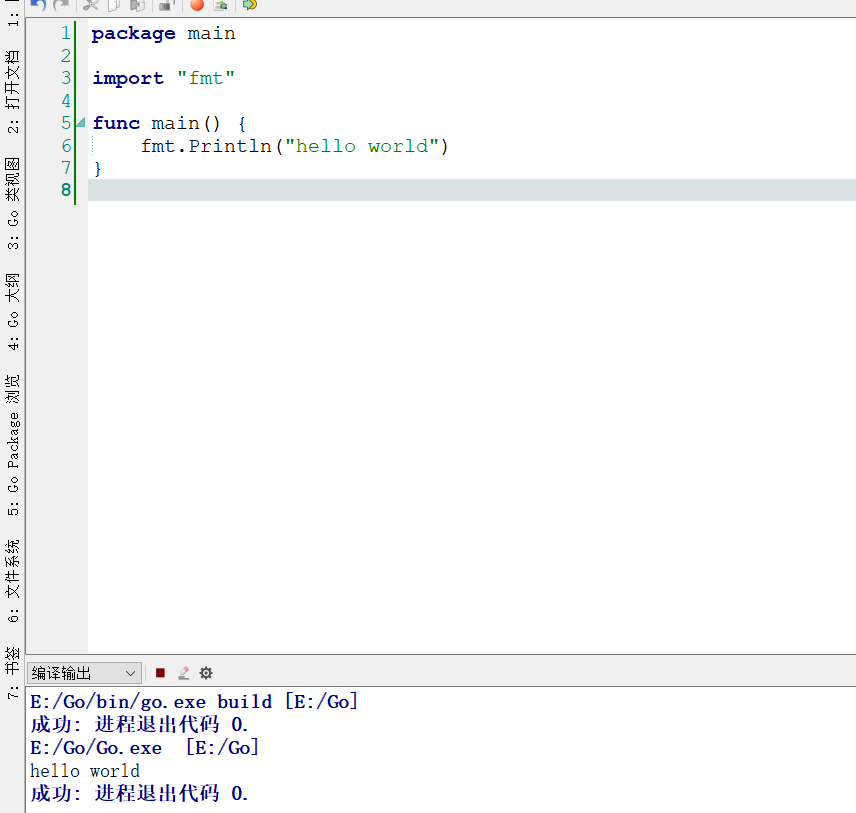 1:
2: 打开文档
3: Go 类视图
4: Go 大纲
5: Go Package 浏览
6: 文件系统
7: 书签
1 package main
2
3 import "fmt"
4
5 func main() {
6 fmt.Println("hello world")
7 }
8
编译输出
E:/Go/bin/go.exe build [E:/Go]
成功: 进程退出代码 0.
E:/Go/Go.exe [E:/Go]
hello world
成功: 进程退出代码 0.